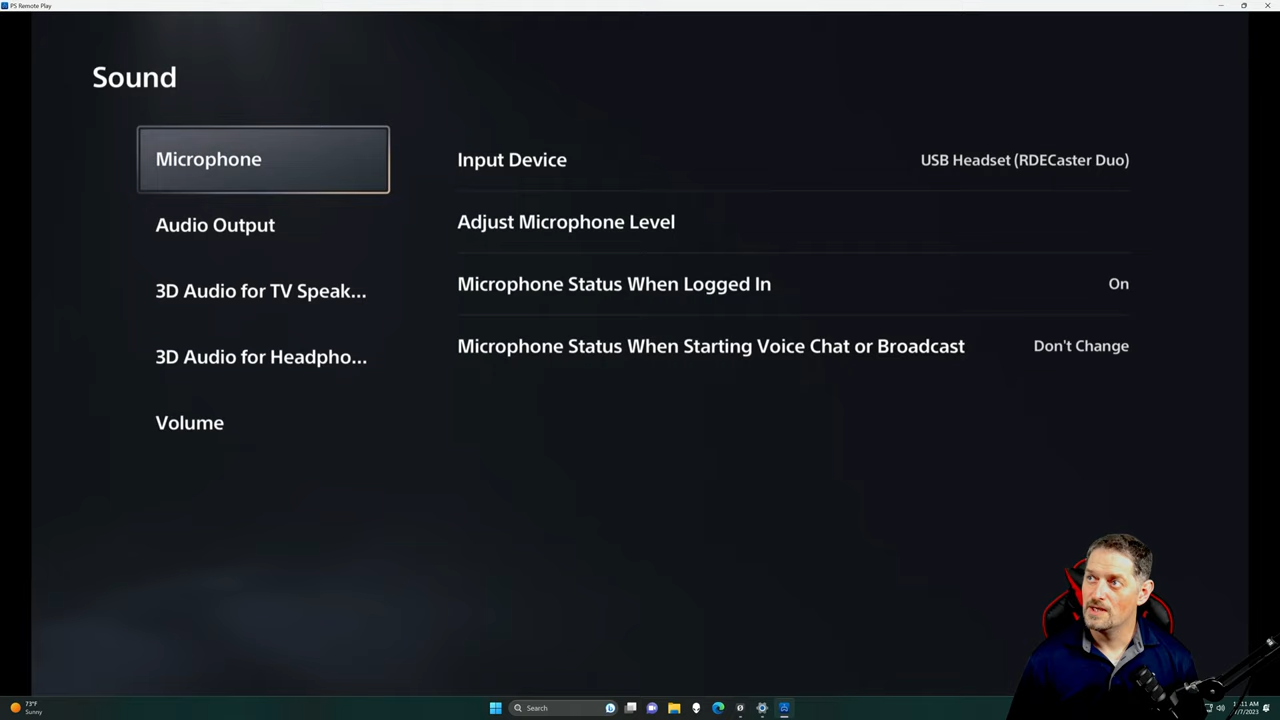 PS Remote Play
Sound
Microphone
Input Device
USB Headset (RDECaster Duo)
Audio Output
Adjust Microphone Level
3D Audio for TV Speak...
Microphone Status When Logged In
On
3D Audio for Headpho...
Microphone Status When Starting Voice Chat or Broadcast
Don't Change
Volume
73°F
Sunny
Search